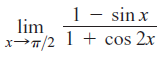 lim x→π/2 (1 − sin x)/(1 + cos 2x)